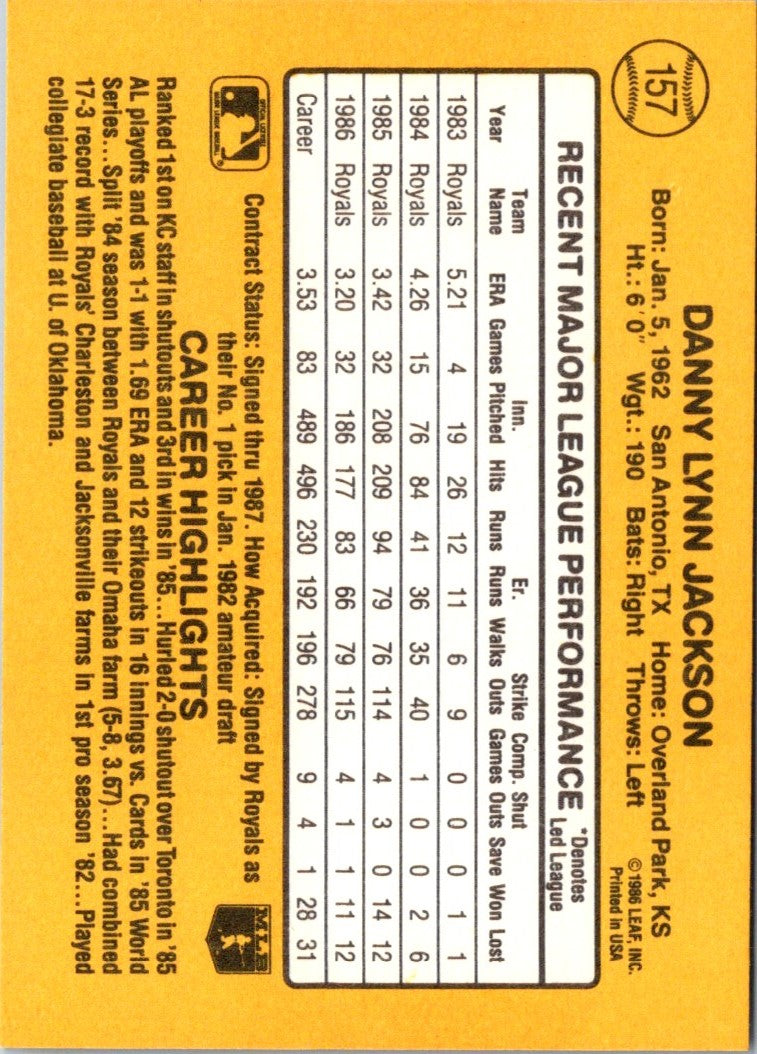 157
DANNY LYNN JACKSON
Born: Jan. 5, 1962 San Antonio, TX Home: Overland Park, KS
Ht.: 6'0" Wgt.: 190 Bats: Right Throws: Left
© 1986 LEAF, INC.
Printed in USA
RECENT MAJOR LEAGUE PERFORMANCE *Denotes Led League
Year Team Name ERA Games Inn. Pitched Hits Runs Er. Runs Walks Strike Outs Comp. Games Shut Outs Save Won Lost
1983 Royals 5.21 4 19 26 12 11 6 9 0 0 0 1 1
1984 Royals 4.26 15 76 84 41 36 35 40 1 0 0 2 6
1985 Royals 3.42 32 208 209 94 79 76 114 4 3 0 14 12
1986 Royals 3.20 32 186 177 83 66 79 115 4 1 1 11 12
Career 3.53 83 489 496 230 192 196 278 9 4 1 28 31
OFFICIAL LICENSEE
MAJOR LEAGUE BASEBALL
®
Contract Status: Signed thru 1987. How Acquired: Signed by Royals as
their No. 1 pick in Jan. 1982 amateur draft
MLB
CAREER HIGHLIGHTS
Ranked 1st on KC staff in shutouts and 3rd in wins in '85...Hurled 2-0 shutout over Toronto in '85
AL playoffs and was 1-1 with 1.69 ERA and 12 strikeouts in 16 innings vs. Cards in '85 World
Series...Split '84 season between Royals and their Omaha farm (5-8, 3.67)...Had combined
17-3 record with Royals' Charleston and Jacksonville farms in 1st pro season '82...Played
collegiate baseball at U. of Oklahoma.